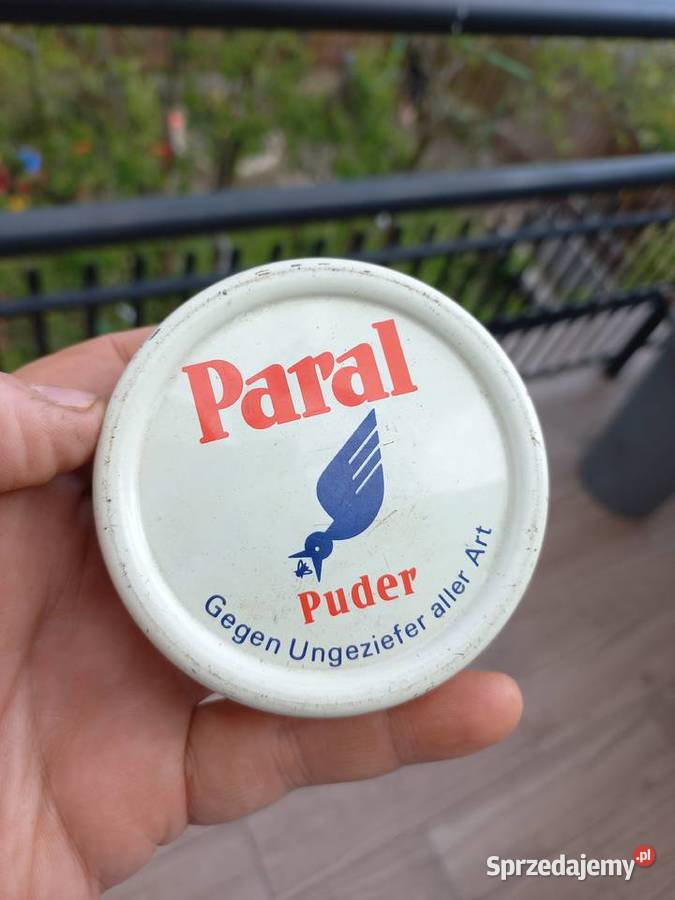 Paral
Puder
Gegen Ungeziefer aller Art
Sprzedajemy.pl